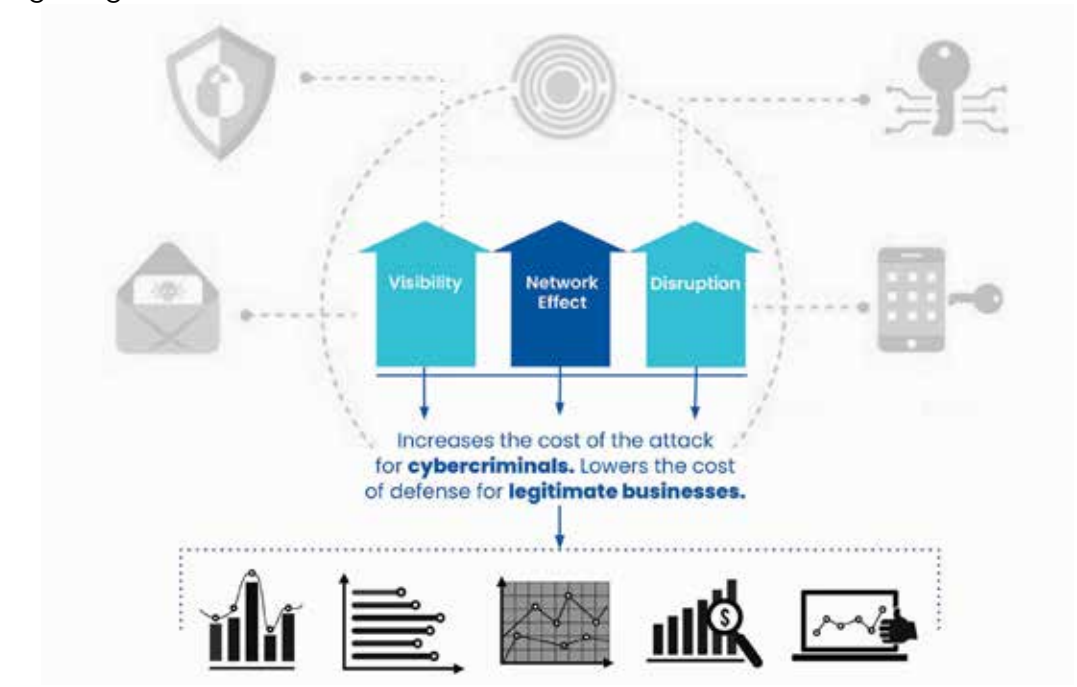 Visibility
Network
Effect
Disruption
Increases the cost of the attack
for cybercriminals. Lowers the cost
of defense for legitimate businesses.
$